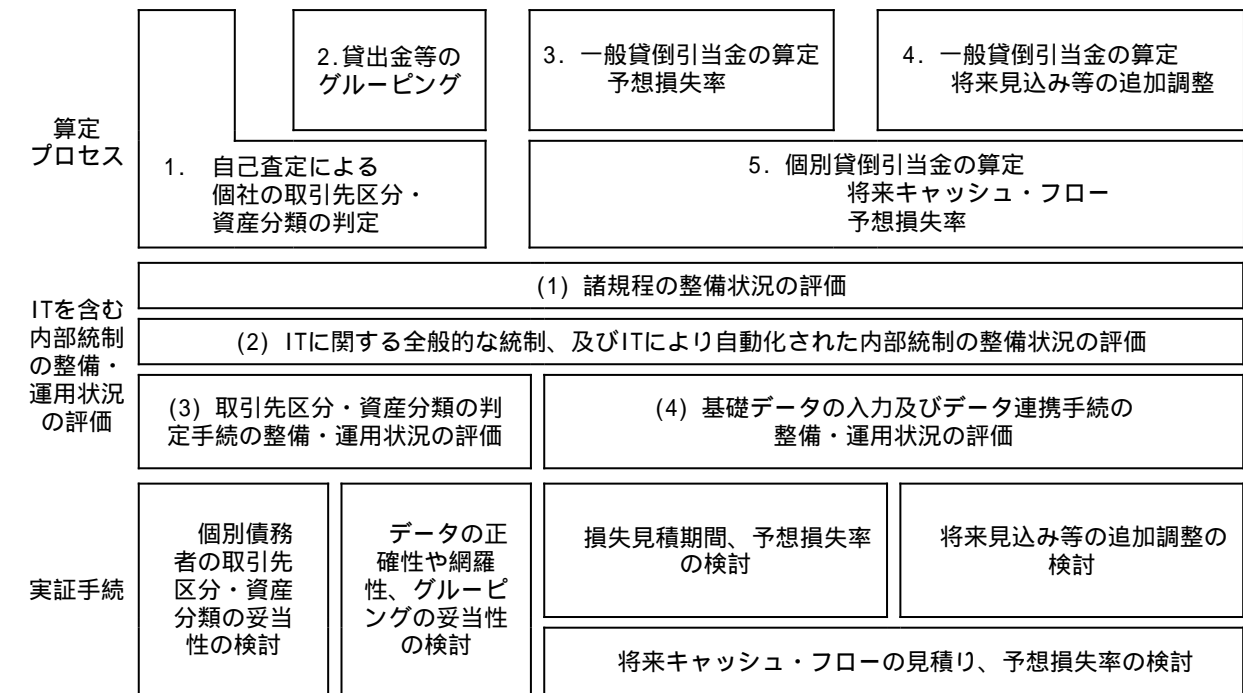 算定
プロセス
2.貸出金等の
グルーピング
3. 一般貸倒引当金の算定
予想損失率
4. 一般貸倒引当金の算定
将来見込み等の追加調整
1. 自己査定による
個社の取引先区分・
資産分類の判定
5. 個別貸倒引当金の算定
将来キャッシュ・フロー
予想損失率
ITを含む
内部統制
の整備・
運用状況
の評価
(1) 諸規程の整備状況の評価
(2) ITに関する全般的な統制、及びITにより自動化された内部統制の整備状況の評価
(3) 取引先区分・資産分類の判
定手続の整備・運用状況の評価
(4) 基礎データの入力及びデータ連携手続の
整備・運用状況の評価
実証手続
個別債務
者の取引先
区分・資産
分類の妥当
性の検討
データの正
確性や網羅
性、グルーピ
ングの妥当性
の検討
損失見積期間、予想損失率
の検討
将来見込み等の追加調整の
検討
将来キャッシュ・フローの見積り、予想損失率の検討